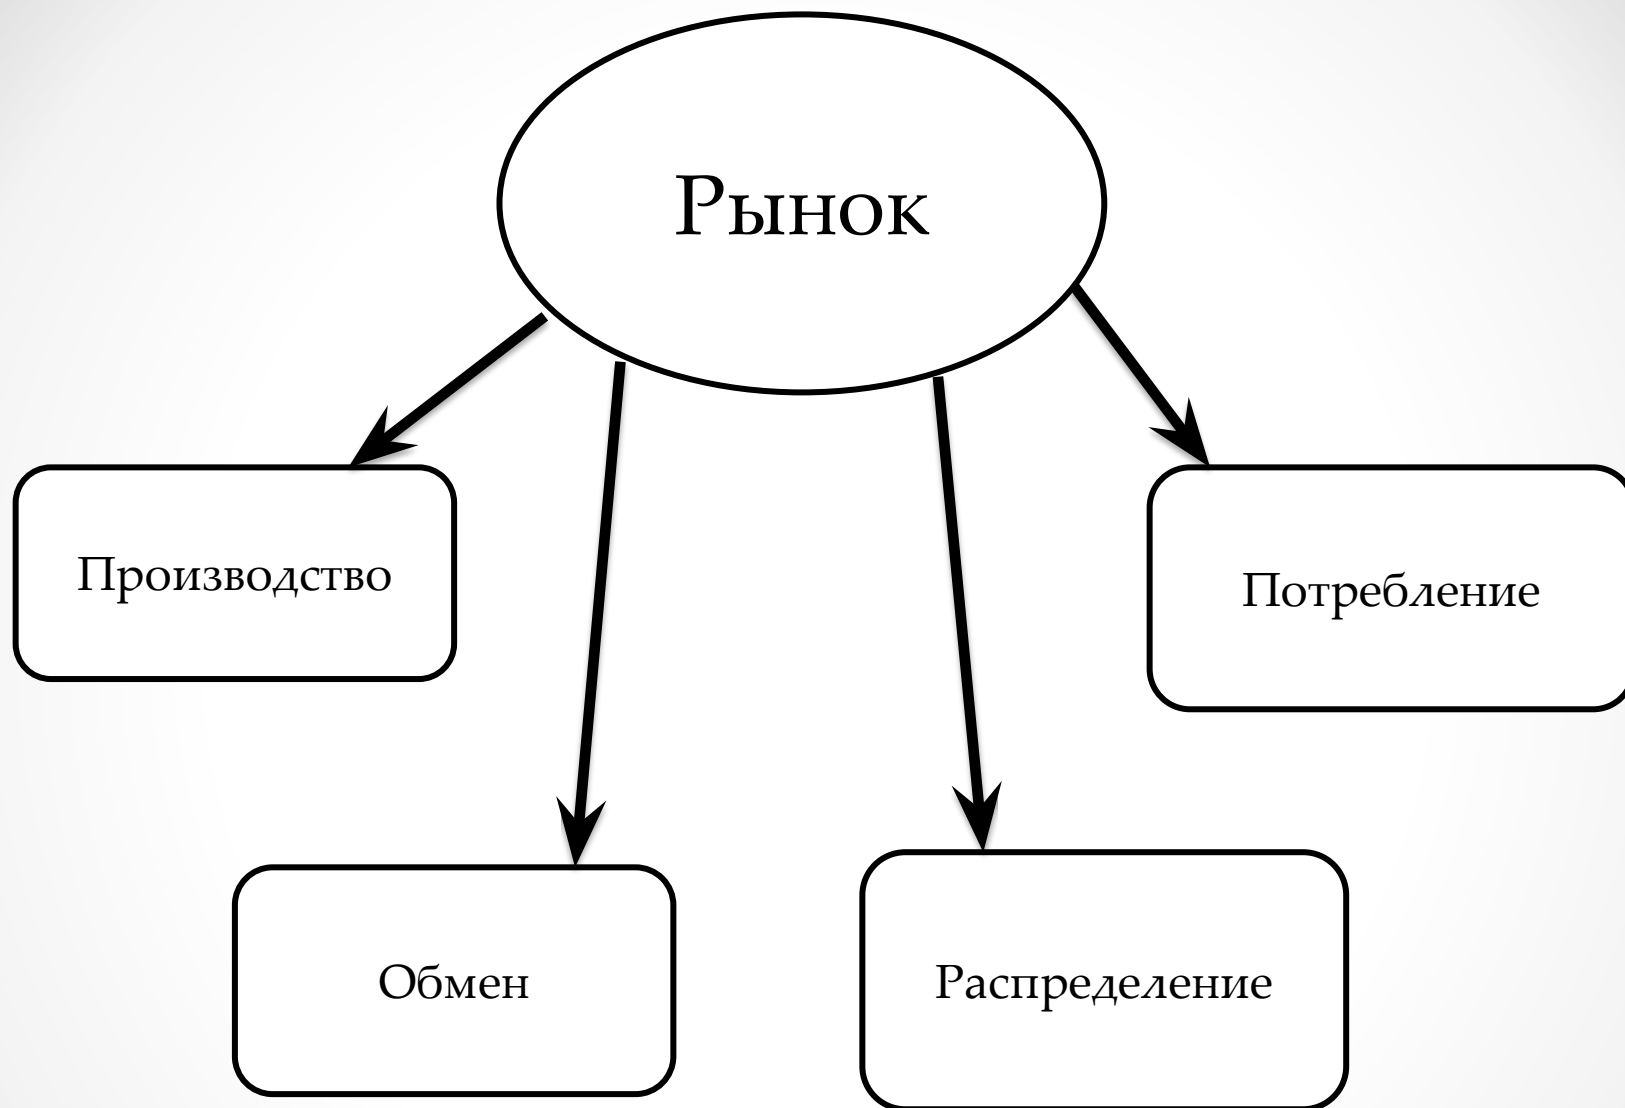 Рынок
Производство
Потребление
Обмен
Распределение